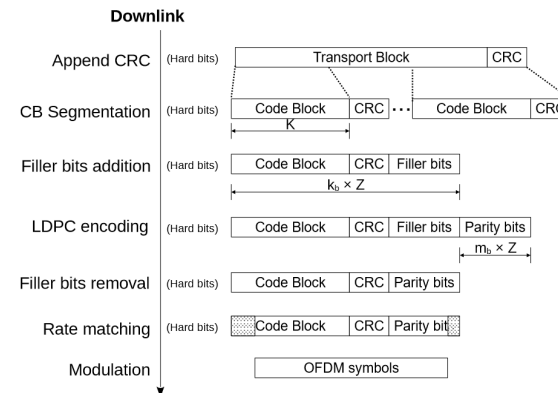 Downlink
Append CRC (Hard bits) Transport Block CRC
CB Segmentation (Hard bits) Code Block CRC ... Code Block CRC
K
Filler bits addition (Hard bits) Code Block CRC Filler bits
k_b × Z
LDPC encoding (Hard bits) Code Block CRC Filler bits Parity bits
m_b × Z
Filler bits removal (Hard bits) Code Block CRC Parity bits
Rate matching (Hard bits) Code Block CRC Parity bit
Modulation OFDM symbols